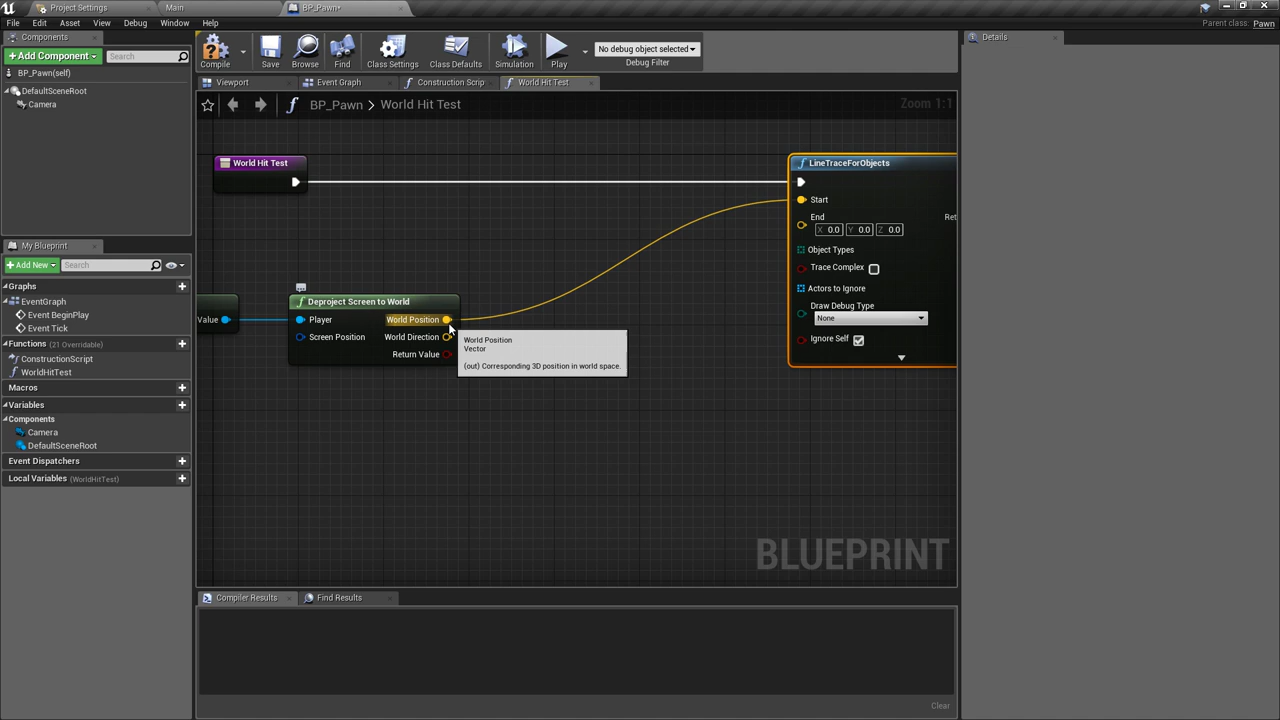 Project Settings
Main
BP_Pawn*
File Edit Asset View Debug Window Help
Parent class: Pawn
Components
Add Component
Search
BP_Pawn(self)
DefaultSceneRoot
Camera
Compile
Save
Browse
Find
Class Settings
Class Defaults
Simulation
Play
No debug object selected
Debug Filter
Details
Viewport
Event Graph
Construction Scrip
World Hit Test
BP_Pawn > World Hit Test
Zoom 1:1
World Hit Test
LineTraceForObjects
Start
End
X 0.0 Y 0.0 Z 0.0
Ret
Object Types
Trace Complex
Actors to Ignore
Draw Debug Type
None
Ignore Self
Value
Deproject Screen to World
Player
World Position
Screen Position
World Direction
Return Value
World Position
Vector
(out) Corresponding 3D position in world space.
BLUEPRINT
My Blueprint
Add New
Search
Graphs
EventGraph
Event BeginPlay
Event Tick
Functions (21 Overridable)
ConstructionScript
WorldHitTest
Macros
Variables
Components
Camera
DefaultSceneRoot
Event Dispatchers
Local Variables (WorldHitTest)
Compiler Results
Find Results
Clear